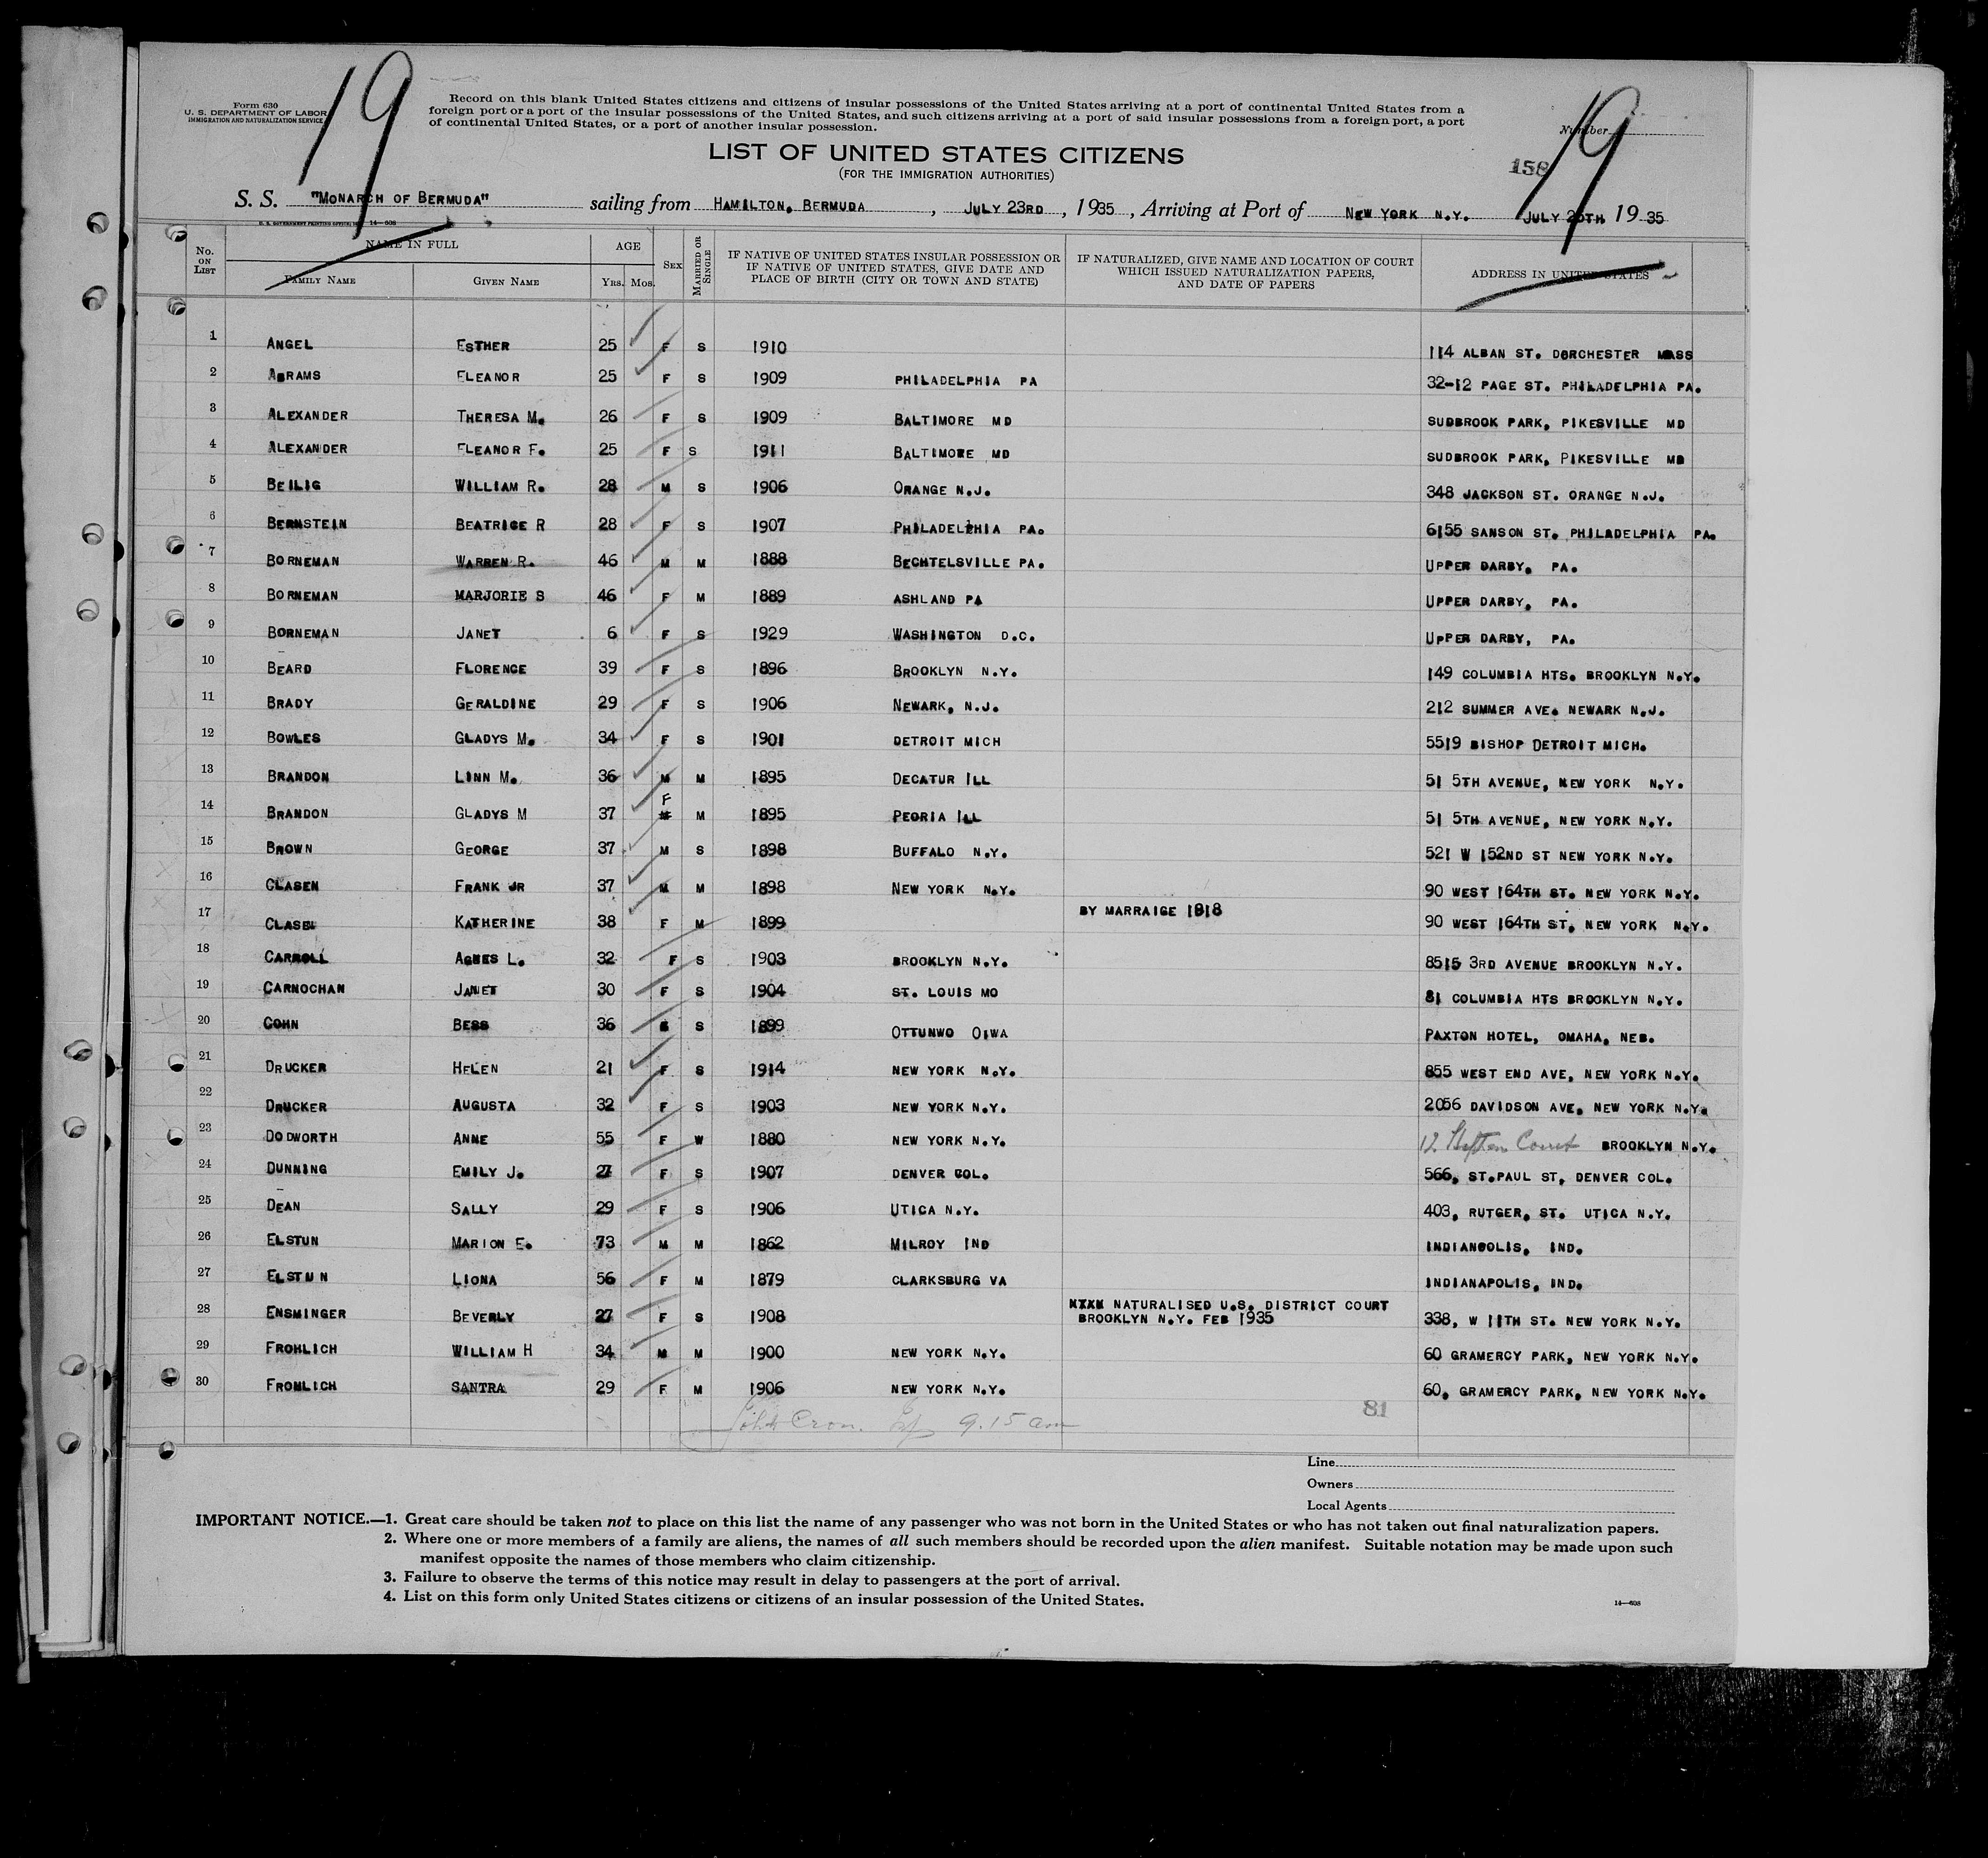 19
19
Form 630
U. S. DEPARTMENT OF LABOR
IMMIGRATION AND NATURALIZATION SERVICE
Record on this blank United States citizens and citizens of insular possessions of the United States arriving at a port of continental United States from a
foreign port or a port of the insular possessions of the United States, and such citizens arriving at a port of said insular possessions from a foreign port, a port
of continental United States, or a port of another insular possession.
Number
LIST OF UNITED STATES CITIZENS
(FOR THE IMMIGRATION AUTHORITIES)
158
S. S. "MONARCH OF BERMUDA" sailing from HAMILTON, BERMUDA, JULY 23RD, 1935, Arriving at Port of NEW YORK N.Y. JULY 25TH 1935
U. S. GOVERNMENT PRINTING OFFICE 14—608
No. ON LIST NAME IN FULL FAMILY NAME GIVEN NAME AGE YRS. MOS. SEX MARRIED OR SINGLE IF NATIVE OF UNITED STATES INSULAR POSSESSION OR IF NATIVE OF UNITED STATES, GIVE DATE AND PLACE OF BIRTH (CITY OR TOWN AND STATE) IF NATURALIZED, GIVE NAME AND LOCATION OF COURT WHICH ISSUED NATURALIZATION PAPERS, AND DATE OF PAPERS ADDRESS IN UNITED STATES
1 ANGEL ESTHER 25 F S 1910 114 ALBAN ST. DORCHESTER MASS
2 ABRAMS ELEANOR 25 F S 1909 PHILADELPHIA PA 32-12 PAGE ST. PHILADELPHIA PA.
3 ALEXANDER THERESA M. 26 F S 1909 BALTIMORE MD SUDBROOK PARK, PIKESVILLE MD
4 ALEXANDER ELEANOR F. 25 F S 1911 BALTIMORE MD SUDBROOK PARK, PIKESVILLE MD
5 BEILIG WILLIAM R. 28 M S 1906 ORANGE N.J. 348 JACKSON ST. ORANGE N.J.
6 BERNSTEIN BEATRICE R 28 F S 1907 PHILADELPHIA PA. 6155 SANSON ST. PHILADELPHIA PA.
7 BORNEMAN WARREN R. 46 M M 1888 BECHTELSVILLE PA. UPPER DARBY, PA.
8 BORNEMAN MARJORIE S 46 F M 1889 ASHLAND PA UPPER DARBY, PA.
9 BORNEMAN JANET 6 F S 1929 WASHINGTON D.C. UPPER DARBY, PA.
10 BEARD FLORENCE 39 F S 1896 BROOKLYN N.Y. 149 COLUMBIA HTS. BROOKLYN N.Y.
11 BRADY GERALDINE 29 F S 1906 NEWARK, N.J. 212 SUMMER AVE. NEWARK N.J.
12 BOWLES GLADYS M. 34 F S 1901 DETROIT MICH 5519 BISHOP DETROIT MICH.
13 BRANDON LINN M. 36 M M 1895 DECATUR ILL 51 5TH AVENUE, NEW YORK N.Y.
14 BRANDON GLADYS M 37 F M 1895 PEORIA ILL 51 5TH AVENUE, NEW YORK N.Y.
15 BROWN GEORGE 37 M S 1898 BUFFALO N.Y. 521 W 152ND ST NEW YORK N.Y.
16 CLASEN FRANK JR 37 M M 1898 NEW YORK N.Y. 90 WEST 164TH ST. NEW YORK N.Y.
17 CLASEN KATHERINE 38 F M 1899 BY MARRAIGE 1918 90 WEST 164TH ST, NEW YORK N.Y.
18 CARROLL AGNES L. 32 F S 1903 BROOKLYN N.Y. 8515 3RD AVENUE BROOKLYN N.Y.
19 CARNOCHAN JANET 30 F S 1904 ST. LOUIS MO 81 COLUMBIA HTS BROOKLYN N.Y.
20 COHN BESS 36 S 1899 OTTUNWO OIWA PAXTON HOTEL, OMAHA, NEB.
21 DRUCKER HELEN 21 F S 1914 NEW YORK N.Y. 855 WEST END AVE, NEW YORK N.Y.
22 DRUCKER AUGUSTA 32 F S 1903 NEW YORK N.Y. 2056 DAVIDSON AVE, NEW YORK N.Y.
23 DODWORTH ANNE 55 F W 1880 NEW YORK N.Y. 12 Court BROOKLYN N.Y.
24 DUNNING EMILY J. 27 F S 1907 DENVER COL. 566, ST.PAUL ST, DENVER COL.
25 DEAN SALLY 29 F S 1906 UTICA N.Y. 403, RUTGER, ST. UTICA N.Y.
26 ELSTUN MARION E. 73 M M 1862 MILROY IND INDIANOOLIS, IND.
27 ELSTUN LIONA 56 F M 1879 CLARKSBURG VA INDIANAPOLIS, IND.
28 ENSMINGER BEVERLY 27 F S 1908 NATURALISED U.S. DISTRICT COURT BROOKLYN N.Y. FEB 1935 338, W 11TH ST. NEW YORK N.Y.
29 FROHLICH WILLIAM H 34 M M 1900 NEW YORK N.Y. 60 GRAMERCY PARK, NEW YORK N.Y.
30 FROHLICH SANTRA 29 F M 1906 NEW YORK N.Y. 60, GRAMERCY PARK, NEW YORK N.Y.
81
John Cron. 9.15 am
Line
Owners
Local Agents
IMPORTANT NOTICE.—1. Great care should be taken not to place on this list the name of any passenger who was not born in the United States or who has not taken out final naturalization papers.
2. Where one or more members of a family are aliens, the names of all such members should be recorded upon the alien manifest. Suitable notation may be made upon such
manifest opposite the names of those members who claim citizenship.
3. Failure to observe the terms of this notice may result in delay to passengers at the port of arrival.
4. List on this form only United States citizens or citizens of an insular possession of the United States.
14—608